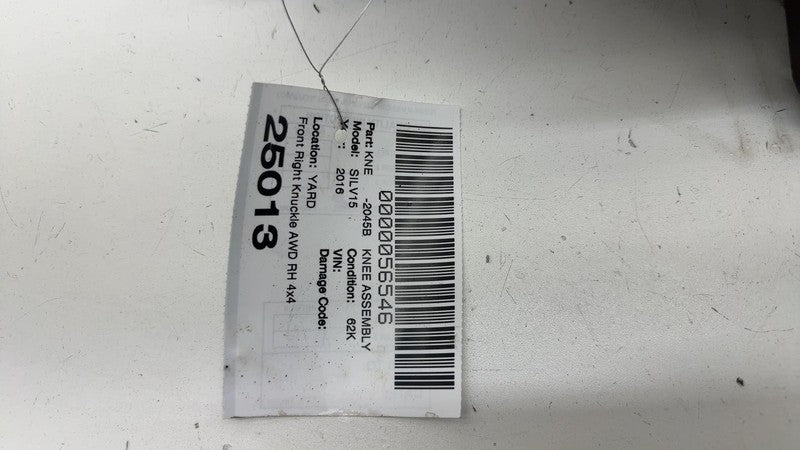 0000056546
Part: KNE -2045B KNEE ASSEMBLY
Model: SILV15 Condition: 62K
2016 VIN:
Damage Code:
Location: YARD
Front Right Knuckle AWD RH 4x4
25013